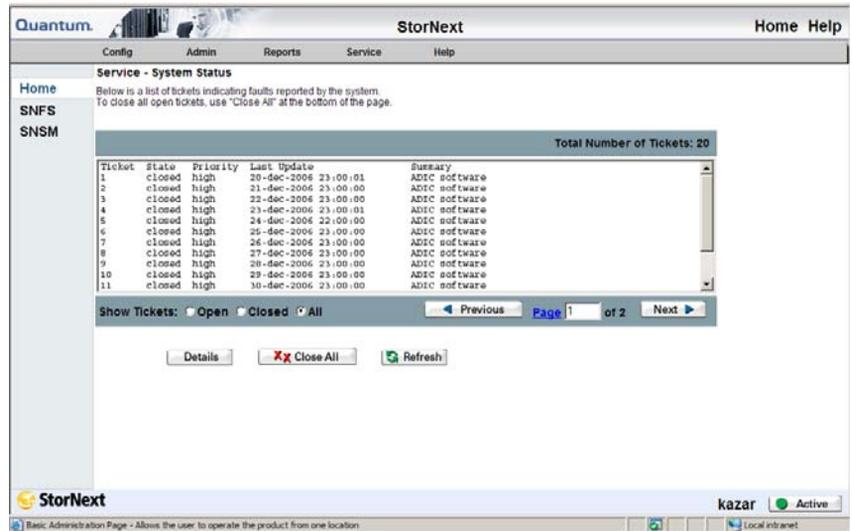 Quantum. StorNext Home Help
Config Admin Reports Service Help
Home
SNFS
SNSM
Service - System Status
Below is a list of tickets indicating faults reported by the system.
To close all open tickets, use "Close All" at the bottom of the page.
Total Number of Tickets: 20
Ticket State Priority Last Update Summary
1 closed high 20-dec-2006 23:00:01 ADIC software
2 closed high 21-dec-2006 23:00:00 ADIC software
3 closed high 22-dec-2006 23:00:00 ADIC software
4 closed high 23-dec-2006 23:00:01 ADIC software
5 closed high 24-dec-2006 22:00:00 ADIC software
6 closed high 25-dec-2006 23:00:00 ADIC software
7 closed high 26-dec-2006 23:00:00 ADIC software
8 closed high 27-dec-2006 23:00:00 ADIC software
9 closed high 28-dec-2006 23:00:00 ADIC software
10 closed high 29-dec-2006 23:00:00 ADIC software
11 closed high 30-dec-2006 23:00:00 ADIC software
Show Tickets: Open Closed All Previous Page 1 of 2 Next
Details XX Close All Refresh
StorNext kazar Active
Basic Administration Page - Allows the user to operate the product from one location Local intranet